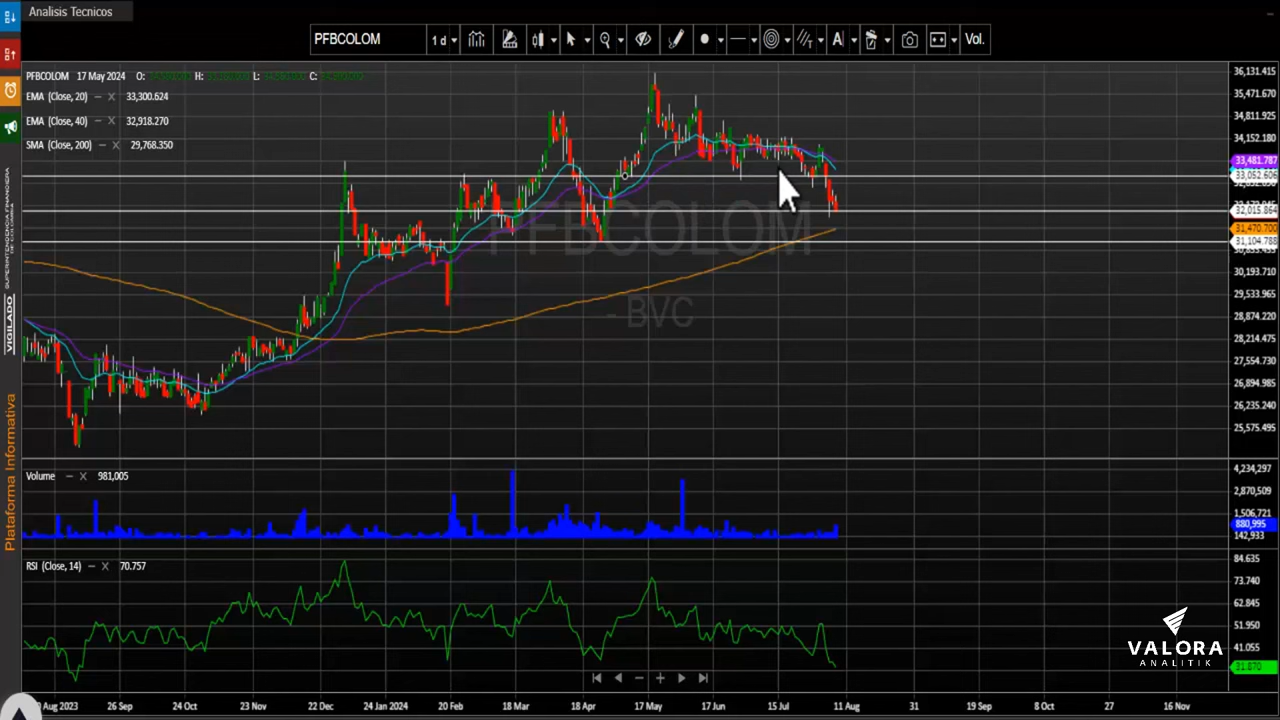 Analisis Tecnicos
PFBCOLOM
1 d
A
Vol.
PFBCOLOM 17 May 2024 O: H: L: C:
EMA (Close, 20) – X 33,300.624
EMA (Close, 40) – X 32,918.270
SMA (Close, 200) – X 29,768.350
PFBCOLOM
- BVC
36,131.415
35,471.670
34,811.925
34,152.180
33,481.787
33,052.606
32,015.864
31,470.700
31,104.788
30,193.710
29,533.965
28,874.220
28,214.475
27,554.730
26,894.985
26,235.240
25,575.495
Volume – X 981,005
4,234,297
2,870,509
1,506,721
880,995
142,933
RSI (Close, 14) – X 70.757
84.635
73.740
62.845
51.950
41.055
31.870
Aug 2023 26 Sep 24 Oct 23 Nov 22 Dec 24 Jan 2024 20 Feb 18 Mar 18 Apr 17 May 17 Jun 15 Jul 11 Aug 31 19 Sep 8 Oct 27 16 Nov
VIGILADO
Plataforma Informativa
VALORA
ANALITIK